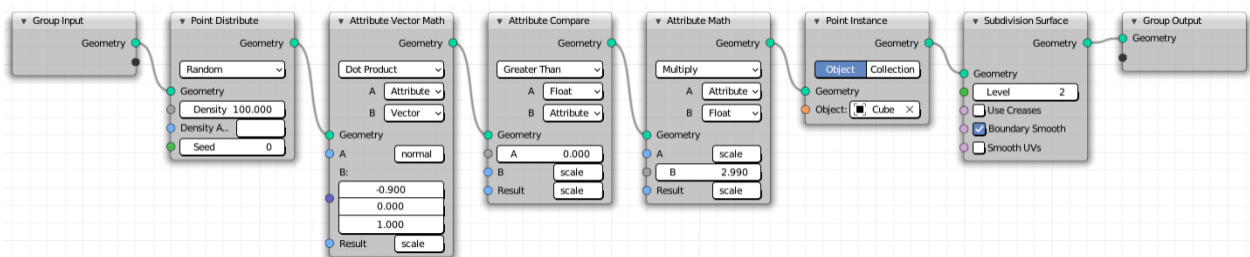 Group Input
Geometry
Point Distribute
Geometry
Random
Geometry
Density 100.000
Density A...
Seed 0
Attribute Vector Math
Geometry
Dot Product
A Attribute
B Vector
Geometry
A normal
B:
-0.900
0.000
1.000
Result scale
Attribute Compare
Geometry
Greater Than
A Float
B Attribute
Geometry
A 0.000
B scale
Result scale
Attribute Math
Geometry
Multiply
A Attribute
B Float
Geometry
A scale
B 2.990
Result scale
Point Instance
Geometry
Object Collection
Geometry
Object: Cube
Subdivision Surface
Geometry
Geometry
Level 2
Use Creases
Boundary Smooth
Smooth UVs
Group Output
Geometry